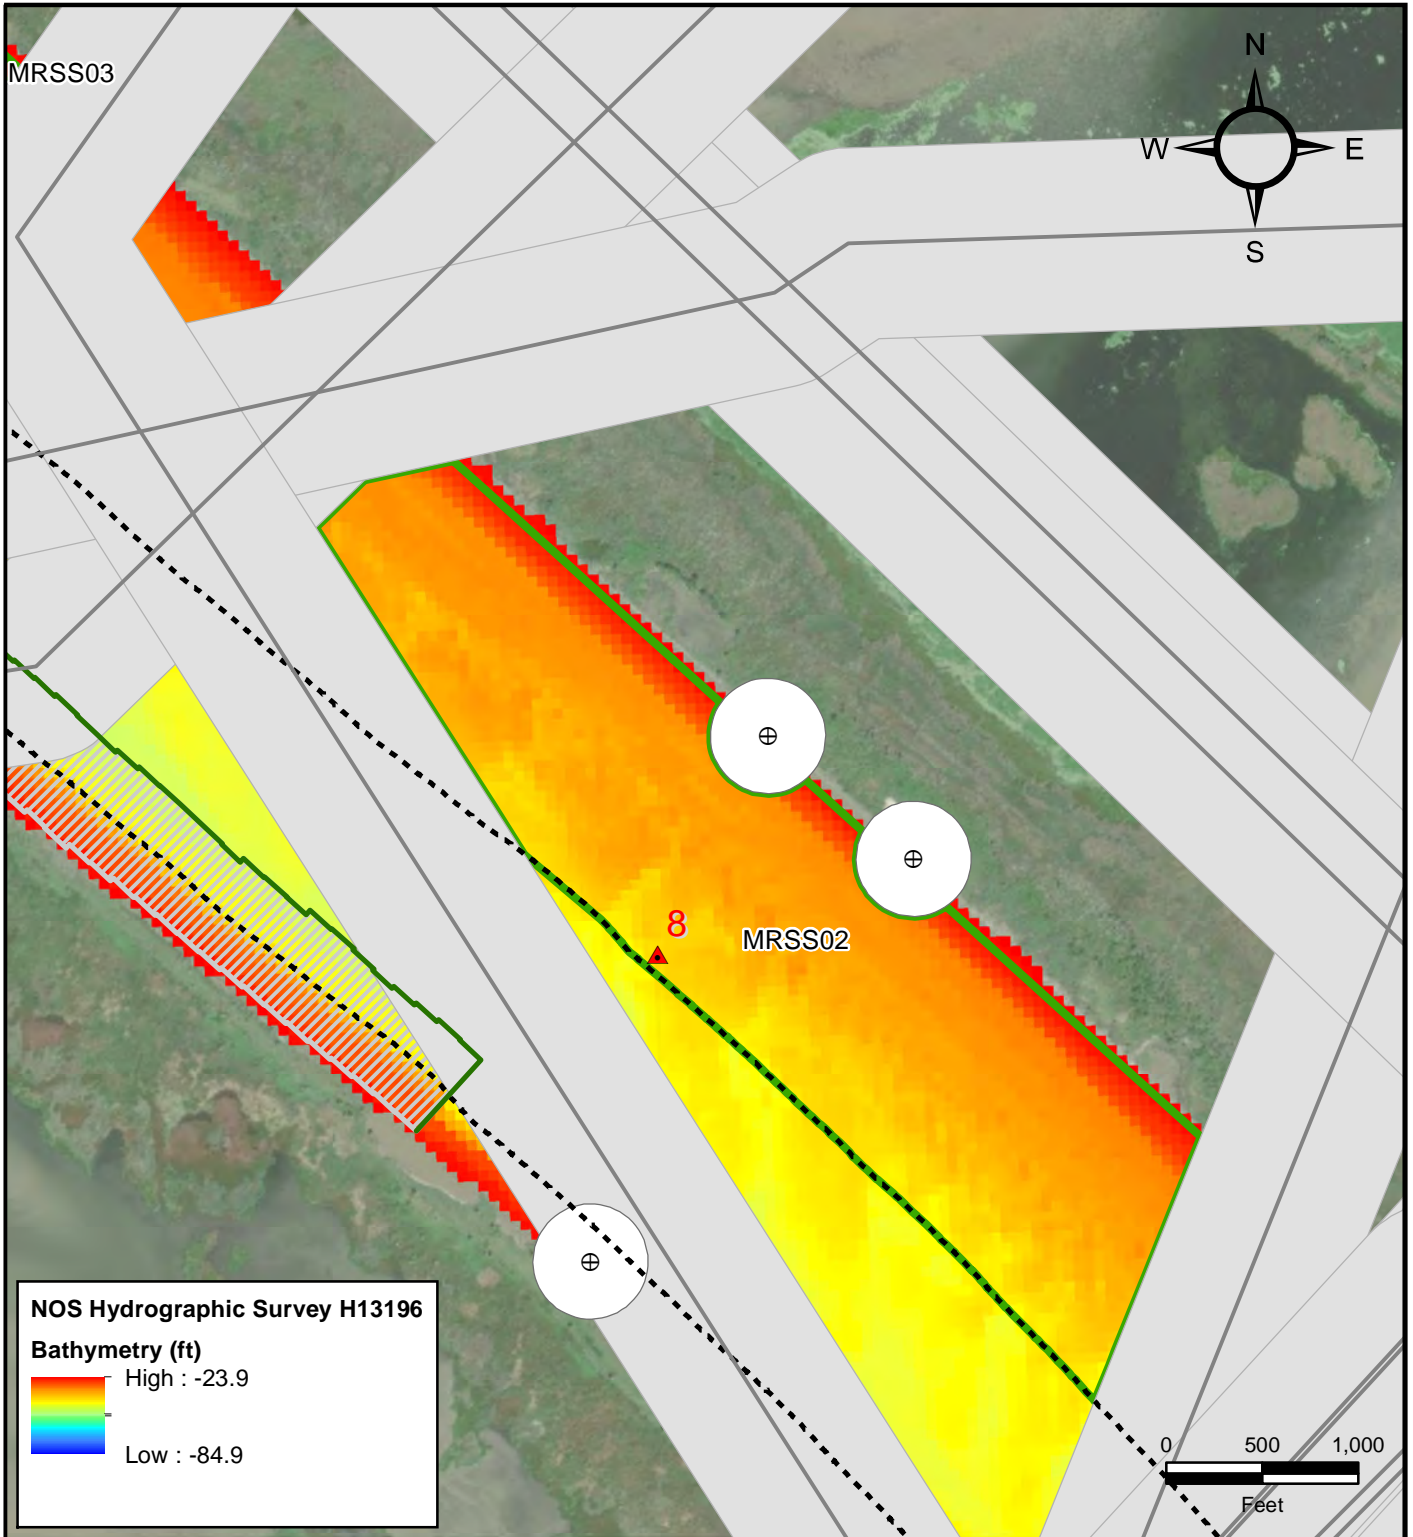 MRSS03
N
W
E
S
8
MRSS02
NOS Hydrographic Survey H13196
Bathymetry (ft)
High : -23.9
Low : -84.9
0 500 1,000
Feet